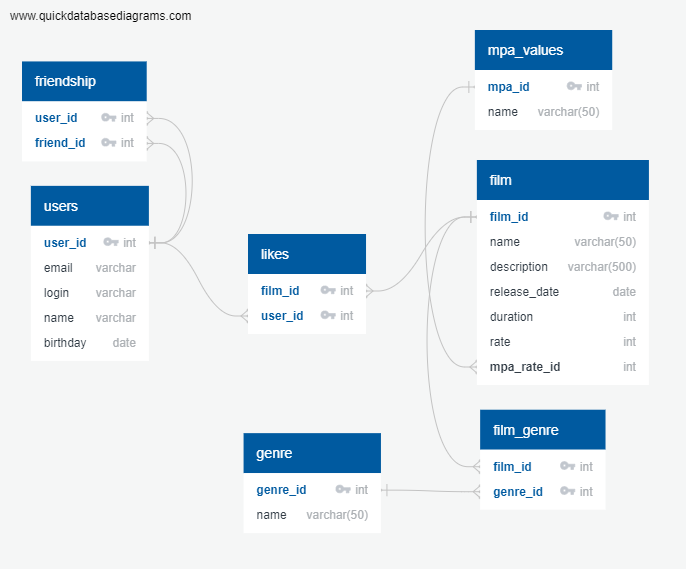 www.quickdatabasediagrams.com
friendship
user_id int
friend_id int
users
user_id int
email varchar
login varchar
name varchar
birthday date
likes
film_id int
user_id int
genre
genre_id int
name varchar(50)
mpa_values
mpa_id int
name varchar(50)
film
film_id int
name varchar(50)
description varchar(500)
release_date date
duration int
rate int
mpa_rate_id int
film_genre
film_id int
genre_id int